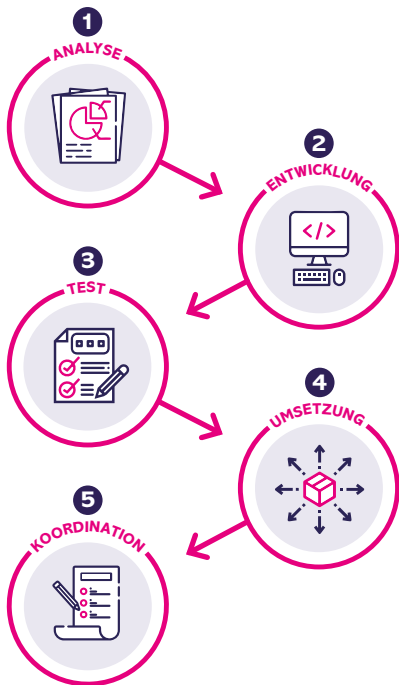 1
ANALYSE
2
ENTWICKLUNG
</>
3
TEST
4
UMSETZUNG
5
KOORDINATION